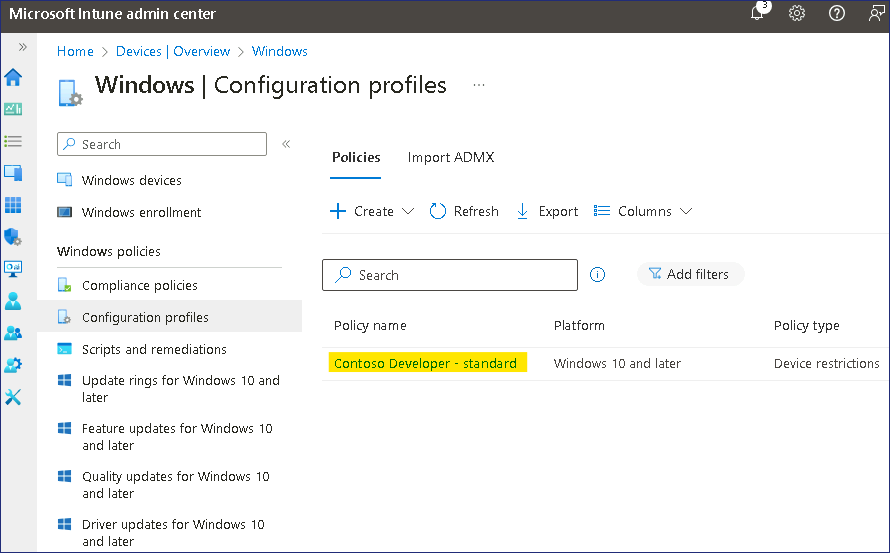 Microsoft Intune admin center
3
Home > Devices | Overview > Windows
Windows | Configuration profiles
...
Search
Windows devices
Windows enrollment
Windows policies
Compliance policies
Configuration profiles
Scripts and remediations
Update rings for Windows 10 and
later
Feature updates for Windows 10
and later
Quality updates for Windows 10
and later
Driver updates for Windows 10
and later
Policies Import ADMX
Create Refresh Export Columns
Search Add filters
Policy name Platform Policy type
Contoso Developer - standard Windows 10 and later Device restrictions